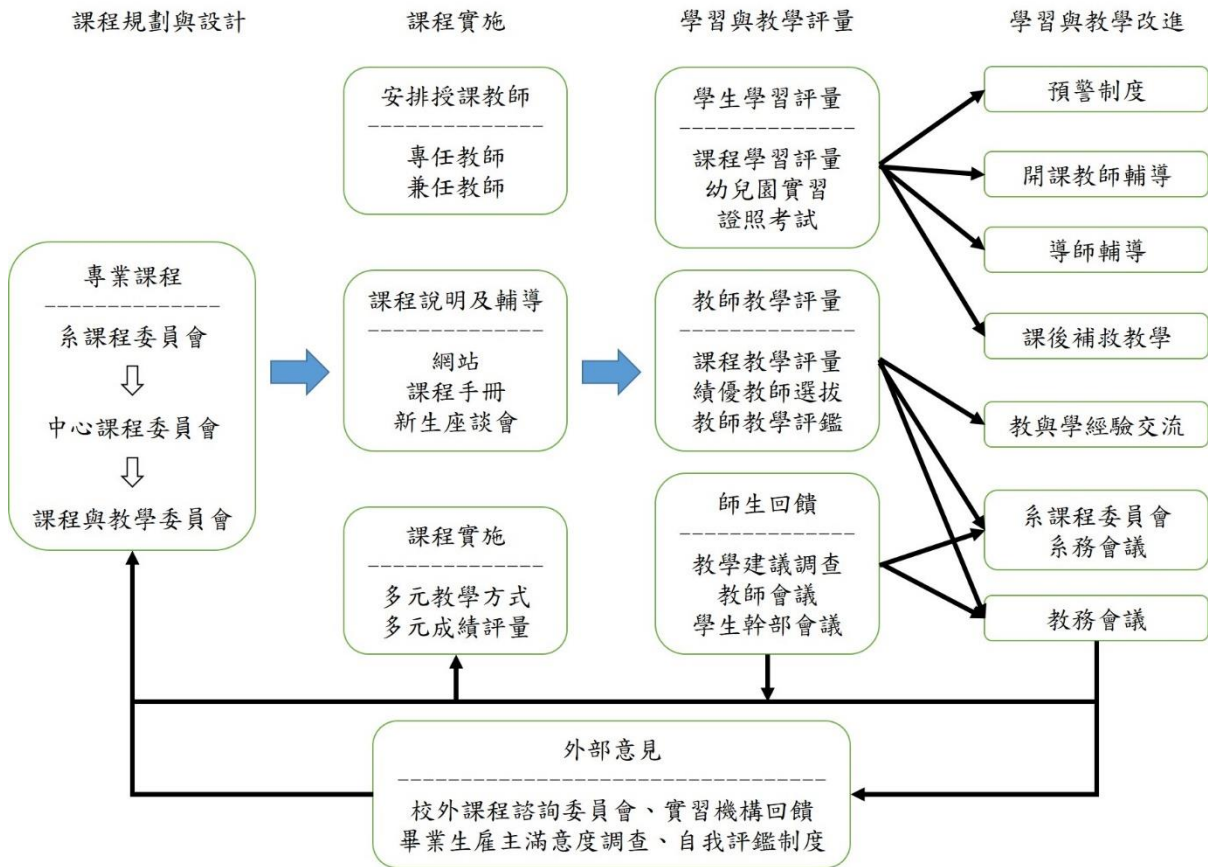 課程規劃與設計
課程實施
學習與教學評量
學習與教學改進
專業課程
系課程委員會
中心課程委員會
課程與教學委員會
安排授課教師
專任教師
兼任教師
課程說明及輔導
網站
課程手冊
新生座談會
課程實施
多元教學方式
多元成績評量
學生學習評量
課程學習評量
幼兒園實習
證照考試
教師教學評量
課程教學評量
績優教師選拔
教師教學評鑑
師生回饋
教學建議調查
教師會議
學生幹部會議
預警制度
開課教師輔導
導師輔導
課後補救教學
教與學經驗交流
系課程委員會
系務會議
教務會議
外部意見
校外課程諮詢委員會、實習機構回饋
畢業生雇主滿意度調查、自我評鑑制度